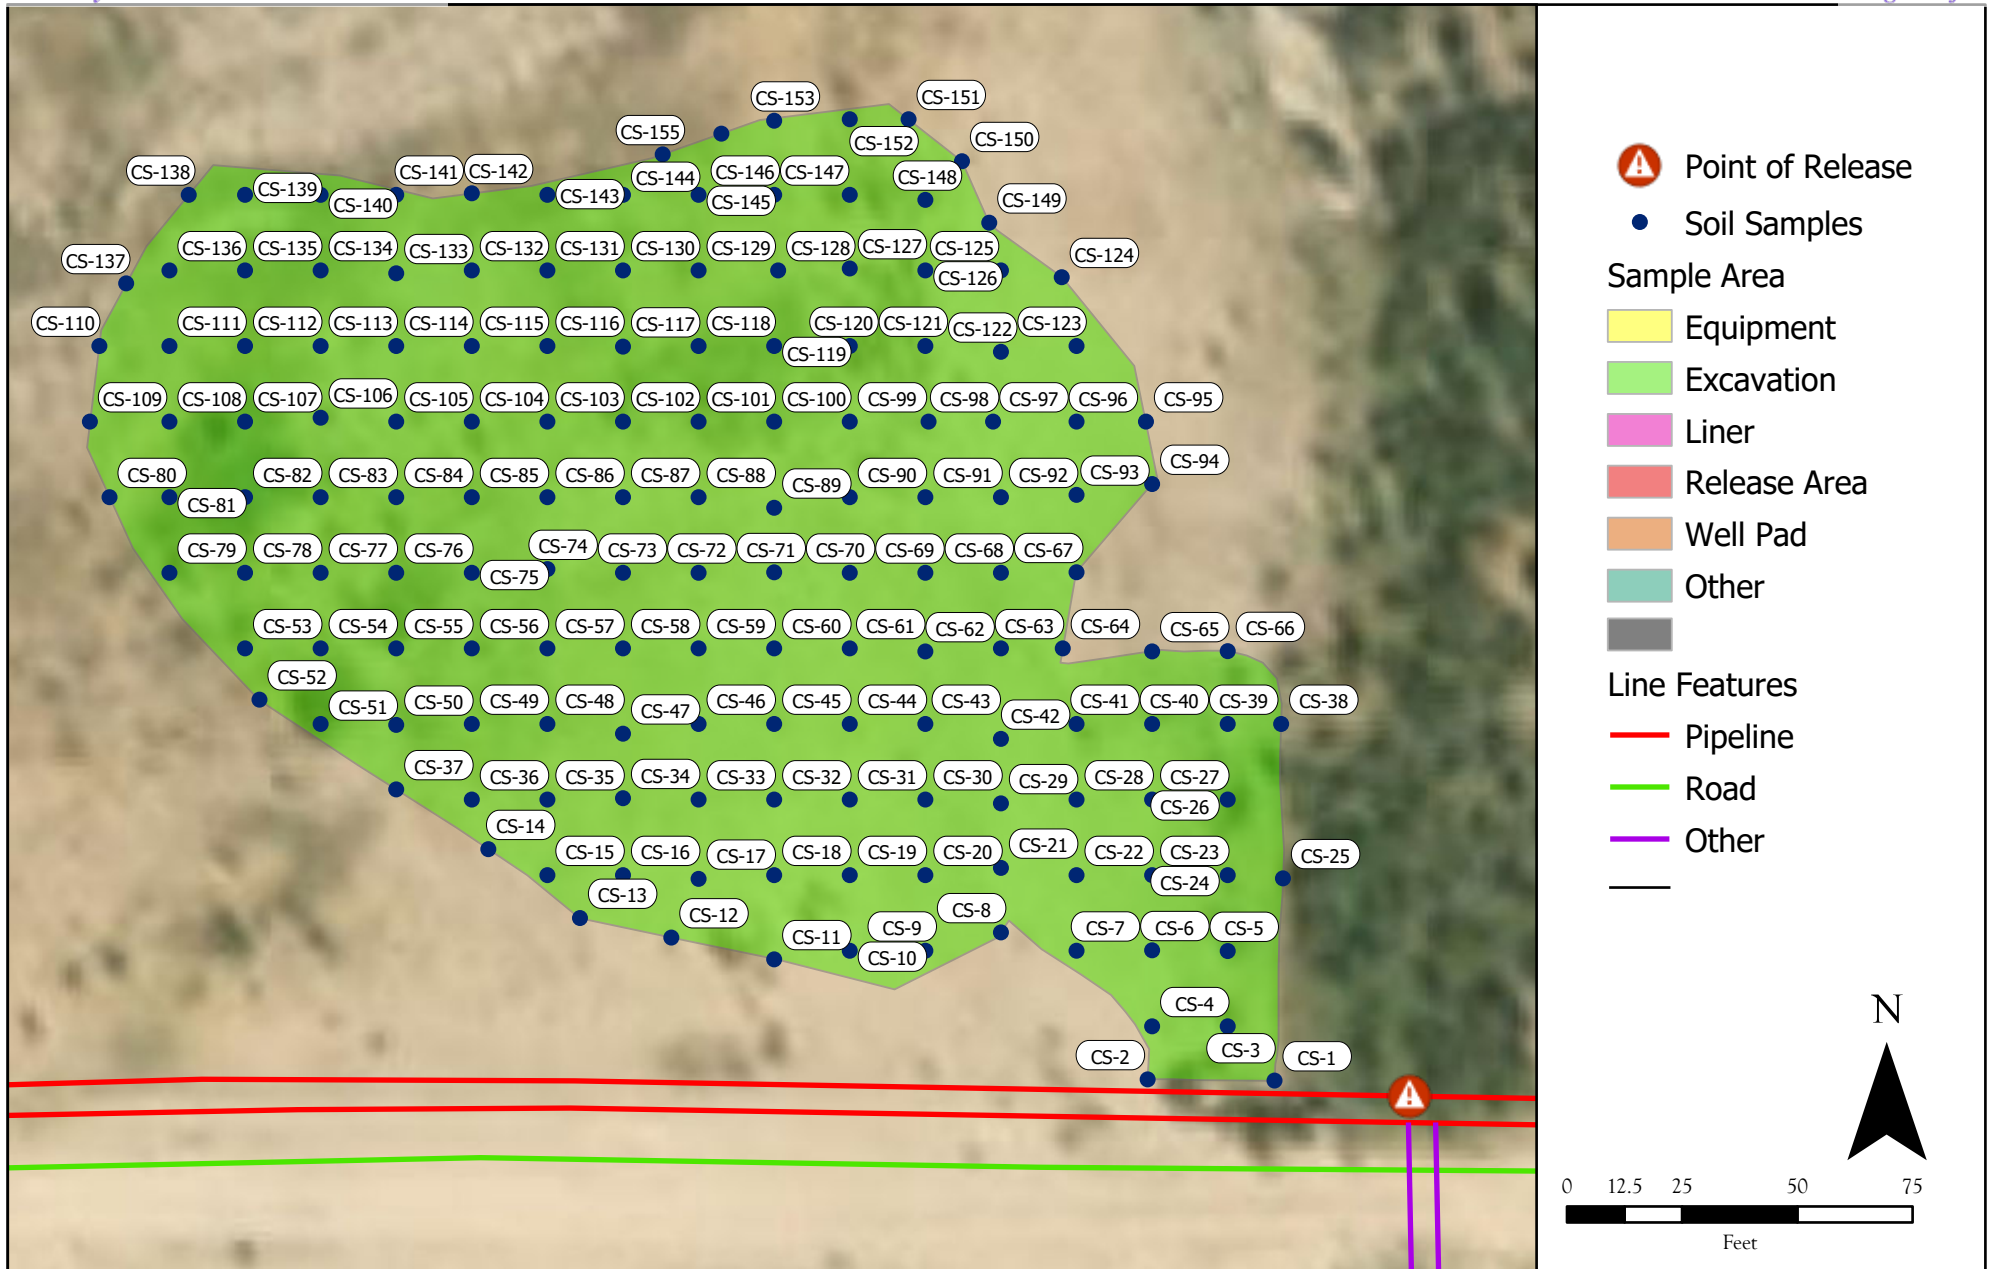 CS-153
CS-151
CS-155
CS-152
CS-150
CS-138
CS-139
CS-140
CS-141
CS-142
CS-143
CS-144
CS-146
CS-145
CS-147
CS-148
CS-149
CS-137
CS-136
CS-135
CS-134
CS-133
CS-132
CS-131
CS-130
CS-129
CS-128
CS-127
CS-125
CS-126
CS-124
CS-110
CS-111
CS-112
CS-113
CS-114
CS-115
CS-116
CS-117
CS-118
CS-119
CS-120
CS-121
CS-122
CS-123
CS-109
CS-108
CS-107
CS-106
CS-105
CS-104
CS-103
CS-102
CS-101
CS-100
CS-99
CS-98
CS-97
CS-96
CS-95
CS-80
CS-81
CS-82
CS-83
CS-84
CS-85
CS-86
CS-87
CS-88
CS-89
CS-90
CS-91
CS-92
CS-93
CS-94
CS-79
CS-78
CS-77
CS-76
CS-75
CS-74
CS-73
CS-72
CS-71
CS-70
CS-69
CS-68
CS-67
CS-53
CS-54
CS-55
CS-56
CS-57
CS-58
CS-59
CS-60
CS-61
CS-62
CS-63
CS-64
CS-65
CS-66
CS-52
CS-51
CS-50
CS-49
CS-48
CS-47
CS-46
CS-45
CS-44
CS-43
CS-42
CS-41
CS-40
CS-39
CS-38
CS-37
CS-36
CS-35
CS-34
CS-33
CS-32
CS-31
CS-30
CS-29
CS-28
CS-27
CS-26
CS-14
CS-15
CS-16
CS-17
CS-18
CS-19
CS-20
CS-21
CS-22
CS-23
CS-24
CS-25
CS-13
CS-12
CS-11
CS-9
CS-10
CS-8
CS-7
CS-6
CS-5
CS-4
CS-3
CS-2
CS-1
Point of Release
Soil Samples
Sample Area
Equipment
Excavation
Liner
Release Area
Well Pad
Other
Line Features
Pipeline
Road
Other
N
0 12.5 25 50 75
Feet